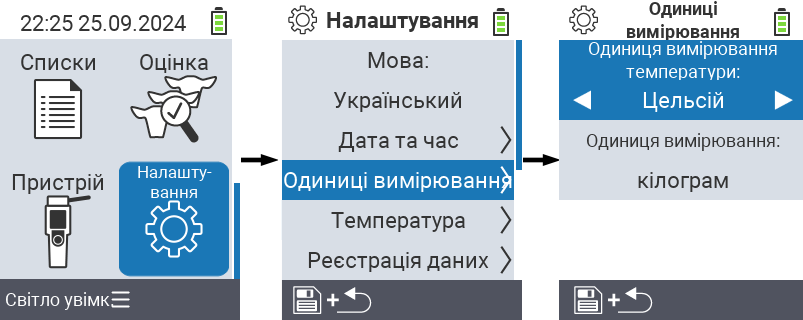 22:25 25.09.2024
Списки
Оцінка
Пристрій
Налашту-
вання
Світло увімк.
Налаштування
Мова:
Український
Дата та час
Одиниці вимірювання
Температура
Реєстрація даних
+
Одиниці
вимірювання
Одиниця вимірювання
температури:
Цельсій
Одиниця вимірювання:
кілограм
+